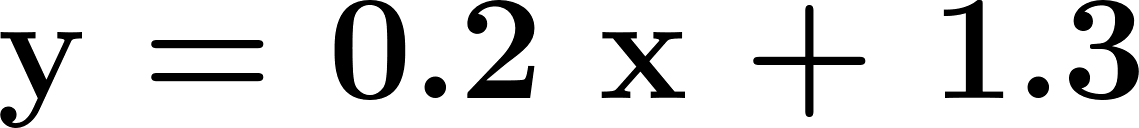 y = 0.2 x + 1.3